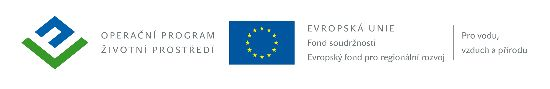 OPERAČNÍ PROGRAM
ŽIVOTNÍ PROSTŘEDÍ
EVROPSKÁ UNIE
Fond soudržnosti
Evropský fond pro regionální rozvoj
Pro vodu,
vzduch a přírodu